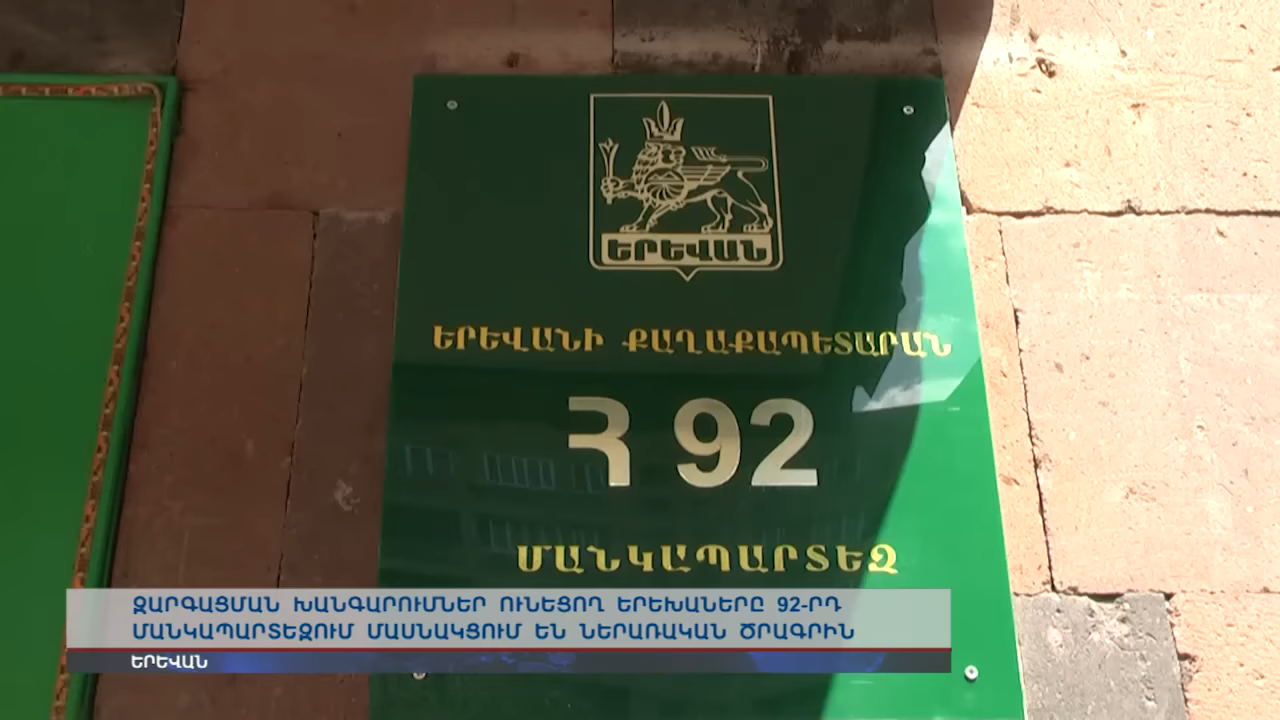 ԵՐԵՎԱՆ
ԵՐԵՎԱՆԻ ՔԱՂԱՔԱՊԵՏԱՐԱՆ
Հ 92
ՄԱՆԿԱՊԱՐՏԵԶ
ԶԱՐԳԱՑՄԱՆ ԽԱՆԳԱՐՈՒՄՆԵՐ ՈՒՆԵՑՈՂ ԵՐԵԽԱՆԵՐԸ 92-ՐԴ
ՄԱՆԿԱՊԱՐՏԵԶՈՒՄ ՄԱՍՆԱԿՑՈՒՄ ԵՆ ՆԵՐԱՌԱԿԱՆ ԾՐԱԳՐԻՆ
ԵՐԵՎԱՆ